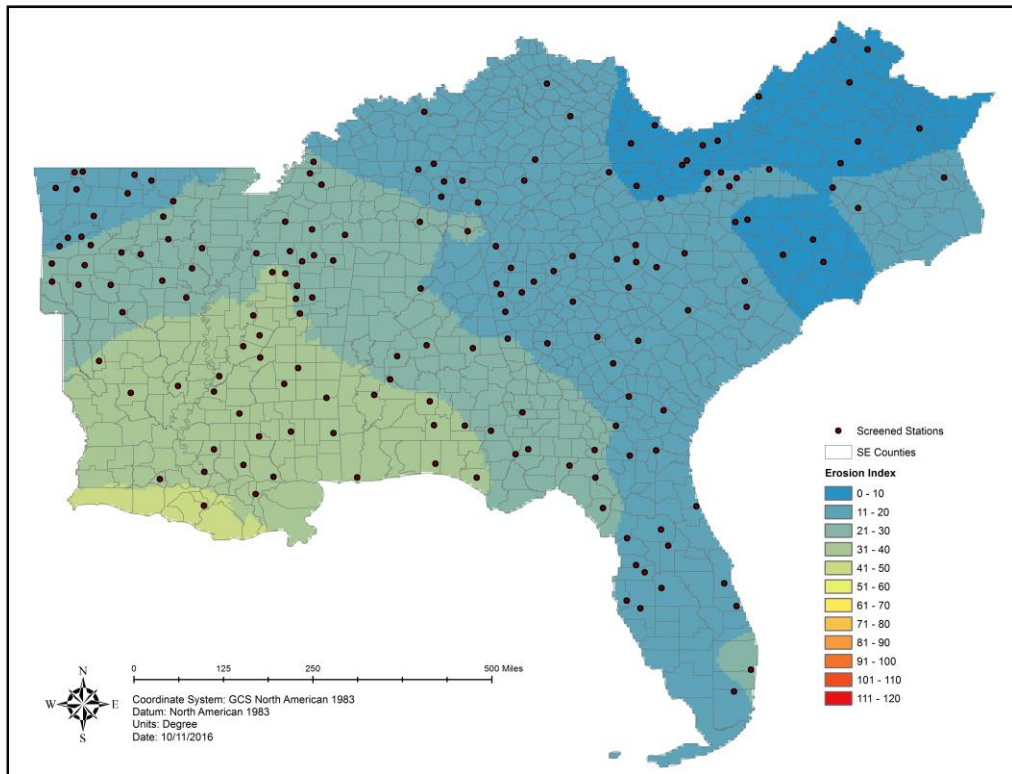 Screened Stations
SE Counties
Erosion Index
0 - 10
11 - 20
21 - 30
31 - 40
41 - 50
51 - 60
61 - 70
71 - 80
81 - 90
91 - 100
101 - 110
111 - 120
0 125 250 500 Miles
N
W E
S
Coordinate System: GCS North American 1983
Datum: North American 1983
Units: Degree
Date: 10/11/2016